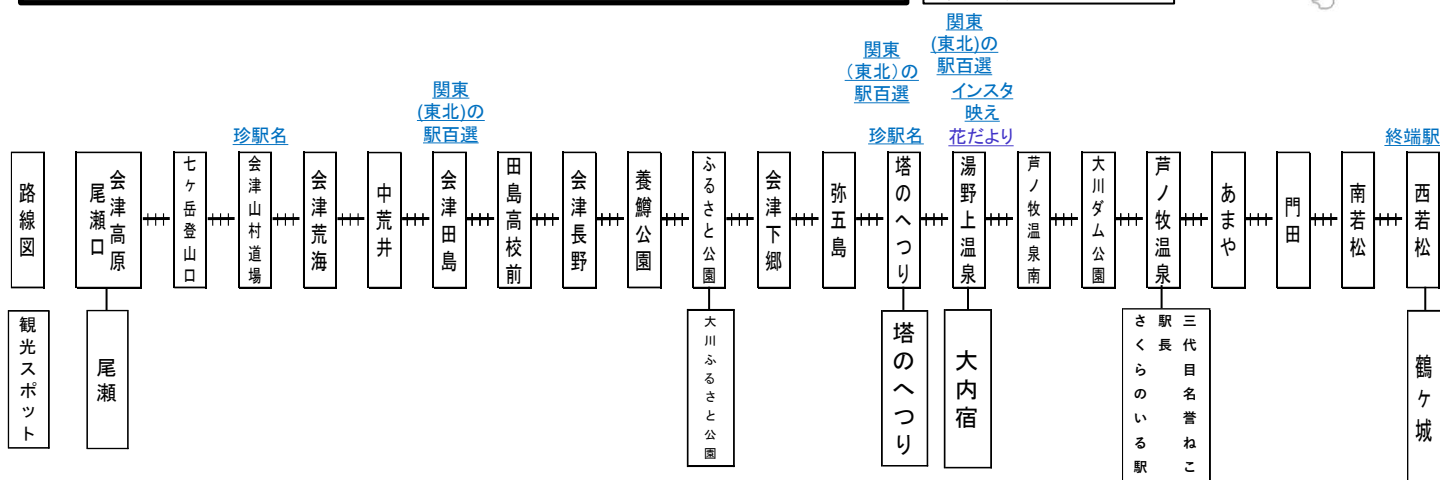 関東
(東北)の
駅百選
関東
（東北）の
駅百選
関東
(東北)の
駅百選
インスタ
映え
珍駅名
珍駅名
花だより
終端駅
路線図
会津高原
尾瀬口
七ヶ岳登山口
会津山村道場
会津荒海
中荒井
会津田島
田島高校前
会津長野
養鱒公園
ふるさと公園
会津下郷
弥五島
塔のへつり
湯野上温泉
芦ノ牧温泉南
大川ダム公園
芦ノ牧温泉
あまや
門田
南若松
西若松
観光スポット
尾瀬
大川ふるさと公園
塔のへつり
大内宿
三代目名誉ねこ
駅長
さくらのいる駅
鶴ケ城